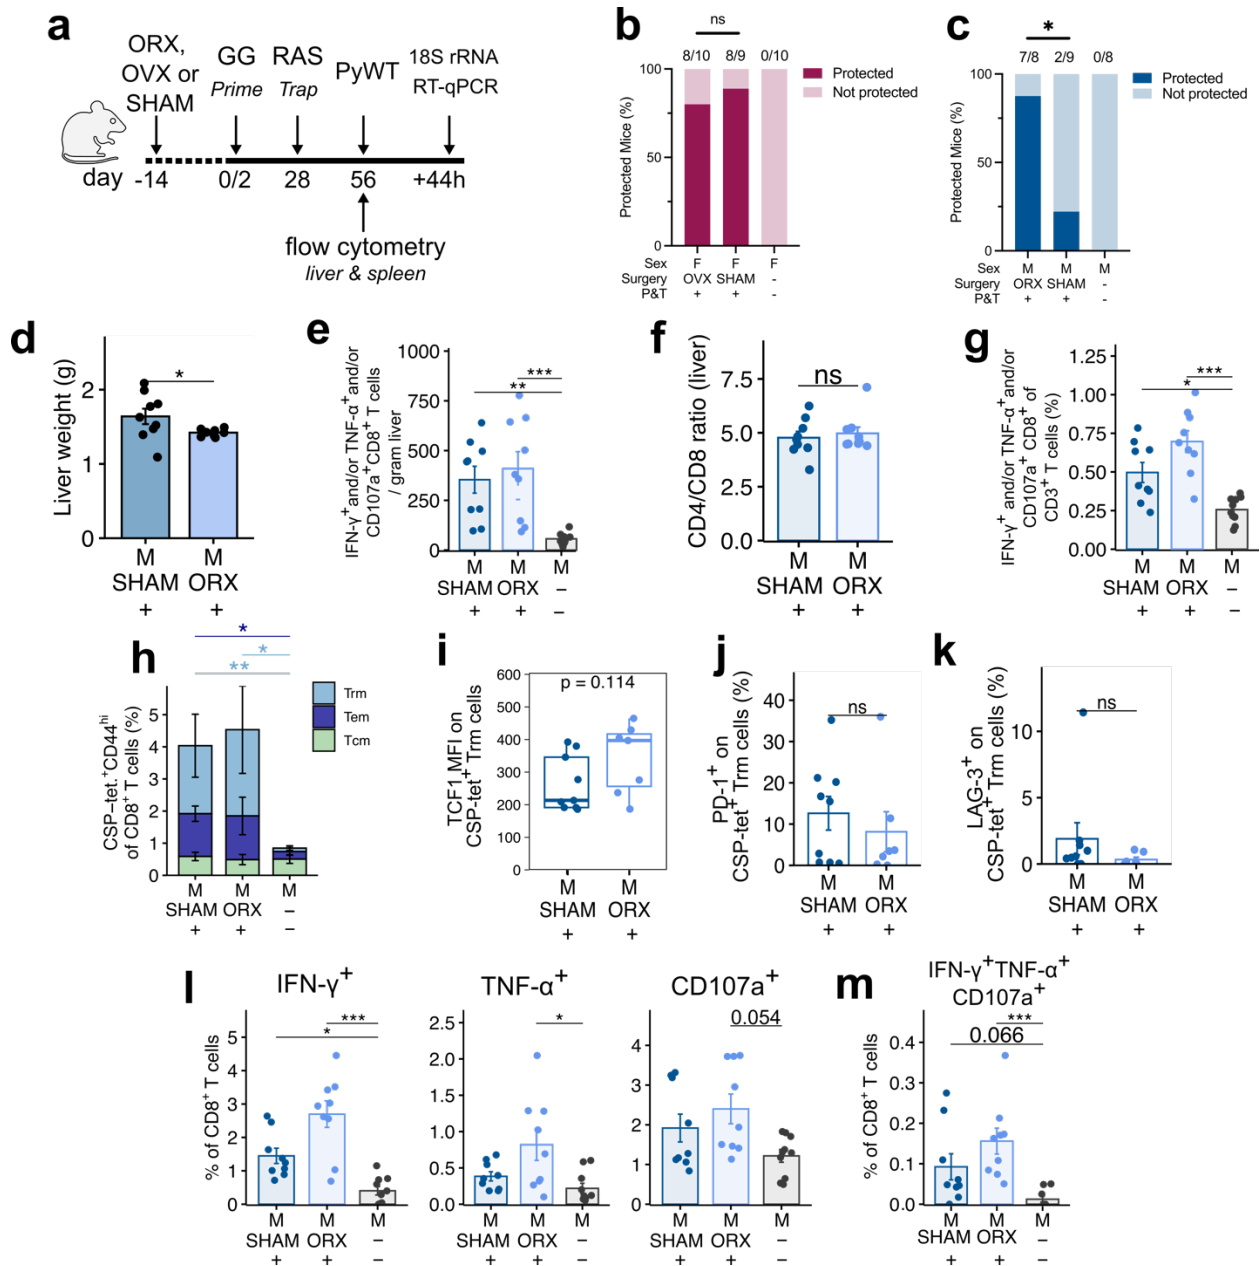 a
ORX,
OVX or
SHAM
GG
Prime
RAS
Trap
PyWT
18S rRNA
RT-qPCR
day -14 0/2 28 56 +44h
flow cytometry
liver & spleen
b
ns
8/10 8/9 0/10
Protected
Not protected
Protected Mice (%)
100
50
0
Sex F F F
Surgery OVX SHAM -
P&T + + -
c
*
7/8 2/9 0/8
Protected
Not protected
Protected Mice (%)
100
50
0
Sex M M M
Surgery ORX SHAM -
P&T + + -
d
Liver weight (g)
2
1
0
*
M M
SHAM ORX
+ +
e
IFN-γ⁺ and/or TNF-α⁺ and/or
CD107a⁺CD8⁺ T cells
/ gram liver
1000
750
500
250
0
***
**
M M M
SHAM ORX –
+ + –
f
CD4/CD8 ratio (liver)
7.5
5.0
2.5
0.0
ns
M M
SHAM ORX
+ +
g
IFN-γ⁺ and/or TNF-α⁺ and/or
CD107a⁺ CD8⁺ of
CD3⁺ T cells (%)
1.25
1.00
0.75
0.50
0.25
0.00
***
*
M M M
SHAM ORX –
+ + –
h
*
*
**
CSP-tet.⁺CD44ʰⁱ
of CD8⁺ T cells (%)
5
4
3
2
1
0
Trm
Tem
Tcm
M M M
SHAM ORX –
+ + –
i
TCF1 MFI on
CSP-tet⁺ Trm cells
600
500
400
300
200
100
0
p = 0.114
M M
SHAM ORX
+ +
j
PD-1⁺ on
CSP-tet⁺ Trm cells (%)
40
30
20
10
0
ns
M M
SHAM ORX
+ +
k
LAG-3⁺ on
CSP-tet⁺ Trm cells (%)
10
5
0
ns
M M
SHAM ORX
+ +
l
IFN-γ⁺
% of CD8⁺ T cells
5
4
3
2
1
0
***
*
M M M
SHAM ORX –
+ + –
TNF-α⁺
2.5
2.0
1.5
1.0
0.5
0.0
*
M M M
SHAM ORX –
+ + –
CD107a⁺
4
3
2
1
0
0.054
M M M
SHAM ORX –
+ + –
m
IFN-γ⁺TNF-α⁺
CD107a⁺
% of CD8⁺ T cells
0.4
0.3
0.2
0.1
0.0
***
0.066
M M M
SHAM ORX –
+ + –